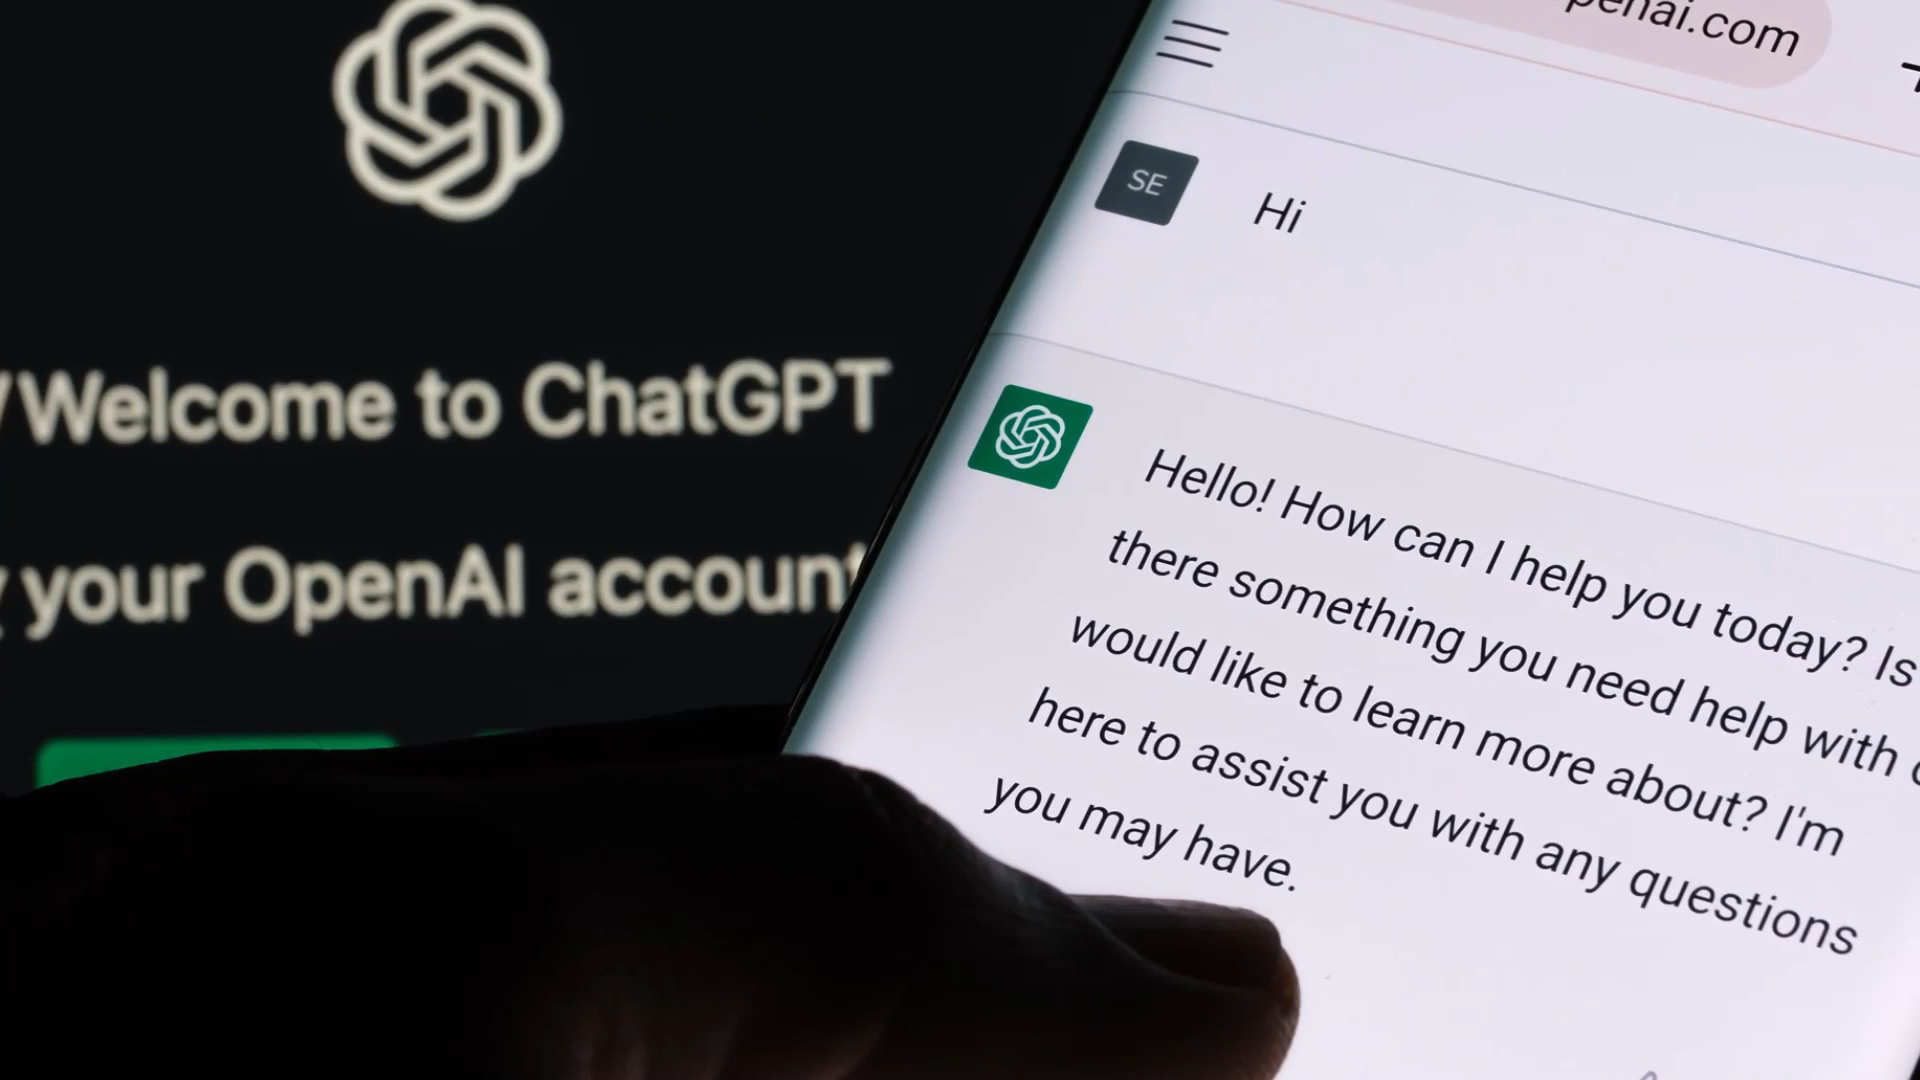 Welcome to ChatGPT
your OpenAI account
openai.com
SE
Hi
Hello! How can I help you today? Is
there something you need help with
would like to learn more about? I'm
here to assist you with any questions
you may have.